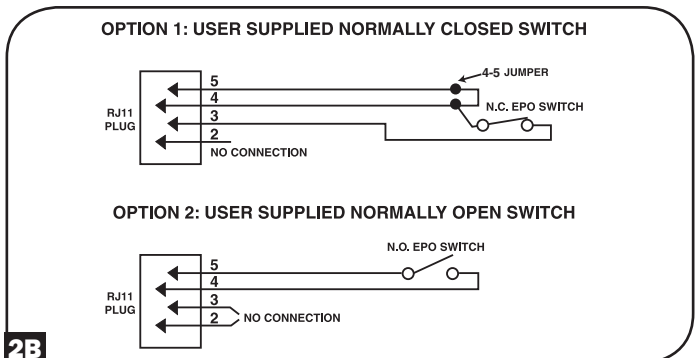 OPTION 1: USER SUPPLIED NORMALLY CLOSED SWITCH
4-5 JUMPER
5
4
N.C. EPO SWITCH
RJ11
PLUG
3
2
NO CONNECTION
OPTION 2: USER SUPPLIED NORMALLY OPEN SWITCH
N.O. EPO SWITCH
5
4
RJ11
PLUG
3
2
NO CONNECTION
2B